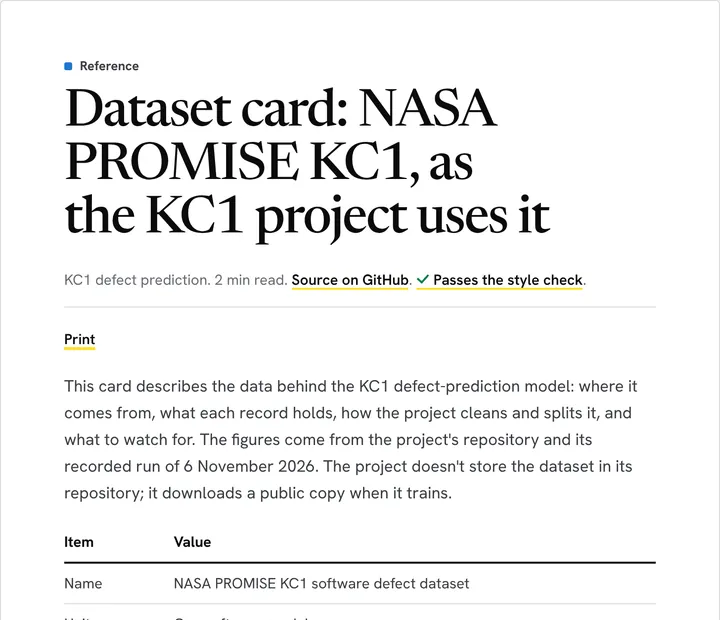 Reference
Dataset card: NASA
PROMISE KC1, as
the KC1 project uses it
KC1 defect prediction. 2 min read. Source on GitHub. ✓ Passes the style check.
Print
This card describes the data behind the KC1 defect-prediction model: where it
comes from, what each record holds, how the project cleans and splits it, and
what to watch for. The figures come from the project's repository and its
recorded run of 6 November 2026. The project doesn't store the dataset in its
repository; it downloads a public copy when it trains.
Item Value
Name NASA PROMISE KC1 software defect dataset